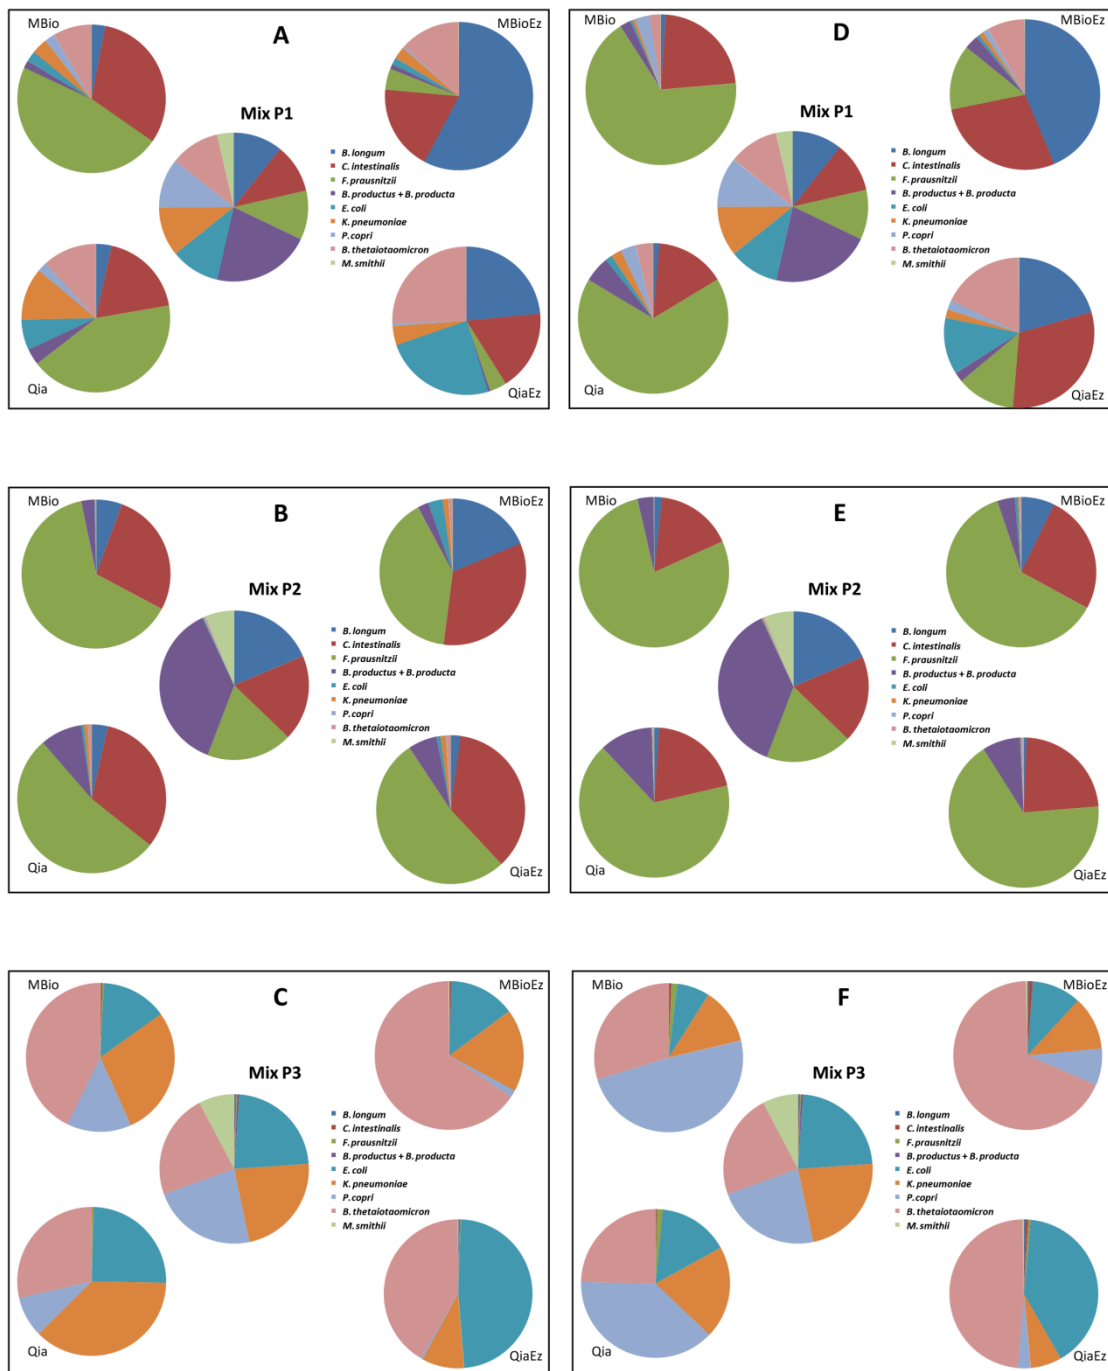 MBio
A
MBioEz
Mix P1
B. longum
C. intestinalis
F. prausnitzii
B. productus + B. producta
E. coli
K. pneumoniae
P. copri
B. thetaiotaomicron
M. smithii
Qia
QiaEz
MBio
D
MBioEz
Mix P1
B. longum
C. intestinalis
F. prausnitzii
B. productus + B. producta
E. coli
K. pneumoniae
P. copri
B. thetaiotaomicron
M. smithii
Qia
QiaEz
MBio
B
MBioEz
Mix P2
B. longum
C. intestinalis
F. prausnitzii
B. productus + B. producta
E. coli
K. pneumoniae
P. copri
B. thetaiotaomicron
M. smithii
Qia
QiaEz
MBio
E
MBioEz
Mix P2
B. longum
C. intestinalis
F. prausnitzii
B. productus + B. producta
E. coli
K. pneumoniae
P. copri
B. thetaiotaomicron
M. smithii
Qia
QiaEz
MBio
C
MBioEz
Mix P3
B. longum
C. intestinalis
F. prausnitzii
B. productus + B. producta
E. coli
K. pneumoniae
P. copri
B. thetaiotaomicron
M. smithii
Qia
QiaEz
MBio
F
MBioEz
Mix P3
B. longum
C. intestinalis
F. prausnitzii
B. productus + B. producta
E. coli
K. pneumoniae
P. copri
B. thetaiotaomicron
M. smithii
Qia
QiaEz